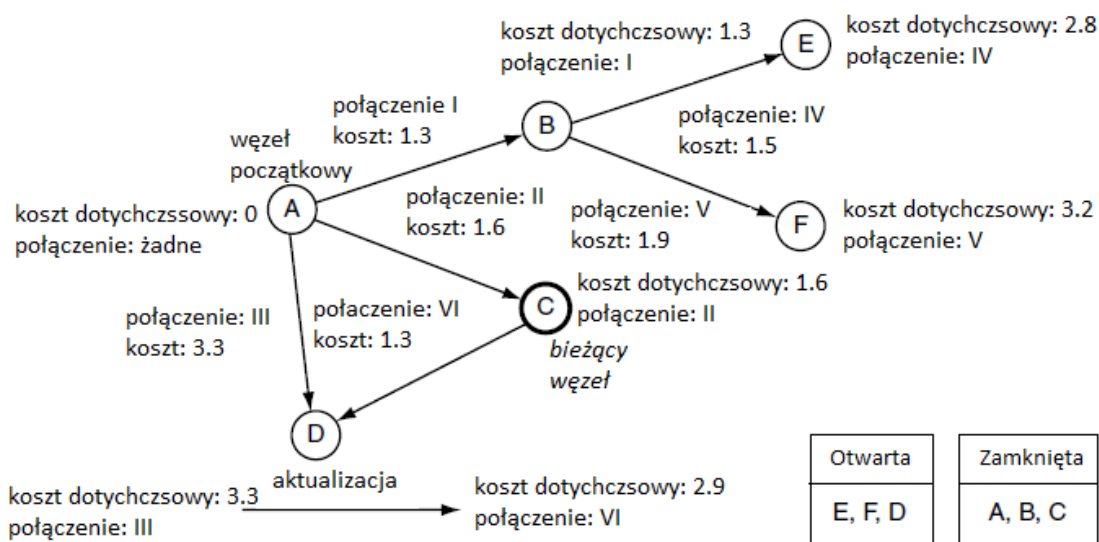 koszt dotychczsowy: 1.3
połączenie: I
E
koszt dotychczsowy: 2.8
połączenie: IV
połączenie I
koszt: 1.3
B
połączenie: IV
koszt: 1.5
węzeł
początkowy
A
koszt dotychczssowy: 0
połączenie: żadne
połączenie: II
koszt: 1.6
połączenie: V
koszt: 1.9
F
koszt dotychczsowy: 3.2
połączenie: V
połączenie: III
koszt: 3.3
połaczenie: VI
koszt: 1.3
C
koszt dotychczsowy: 1.6
połączenie: II
bieżący
węzeł
D
aktualizacja
koszt dotychczsowy: 3.3
połączenie: III
koszt dotychczsowy: 2.9
połączenie: VI
Otwarta
E, F, D
Zamknięta
A, B, C